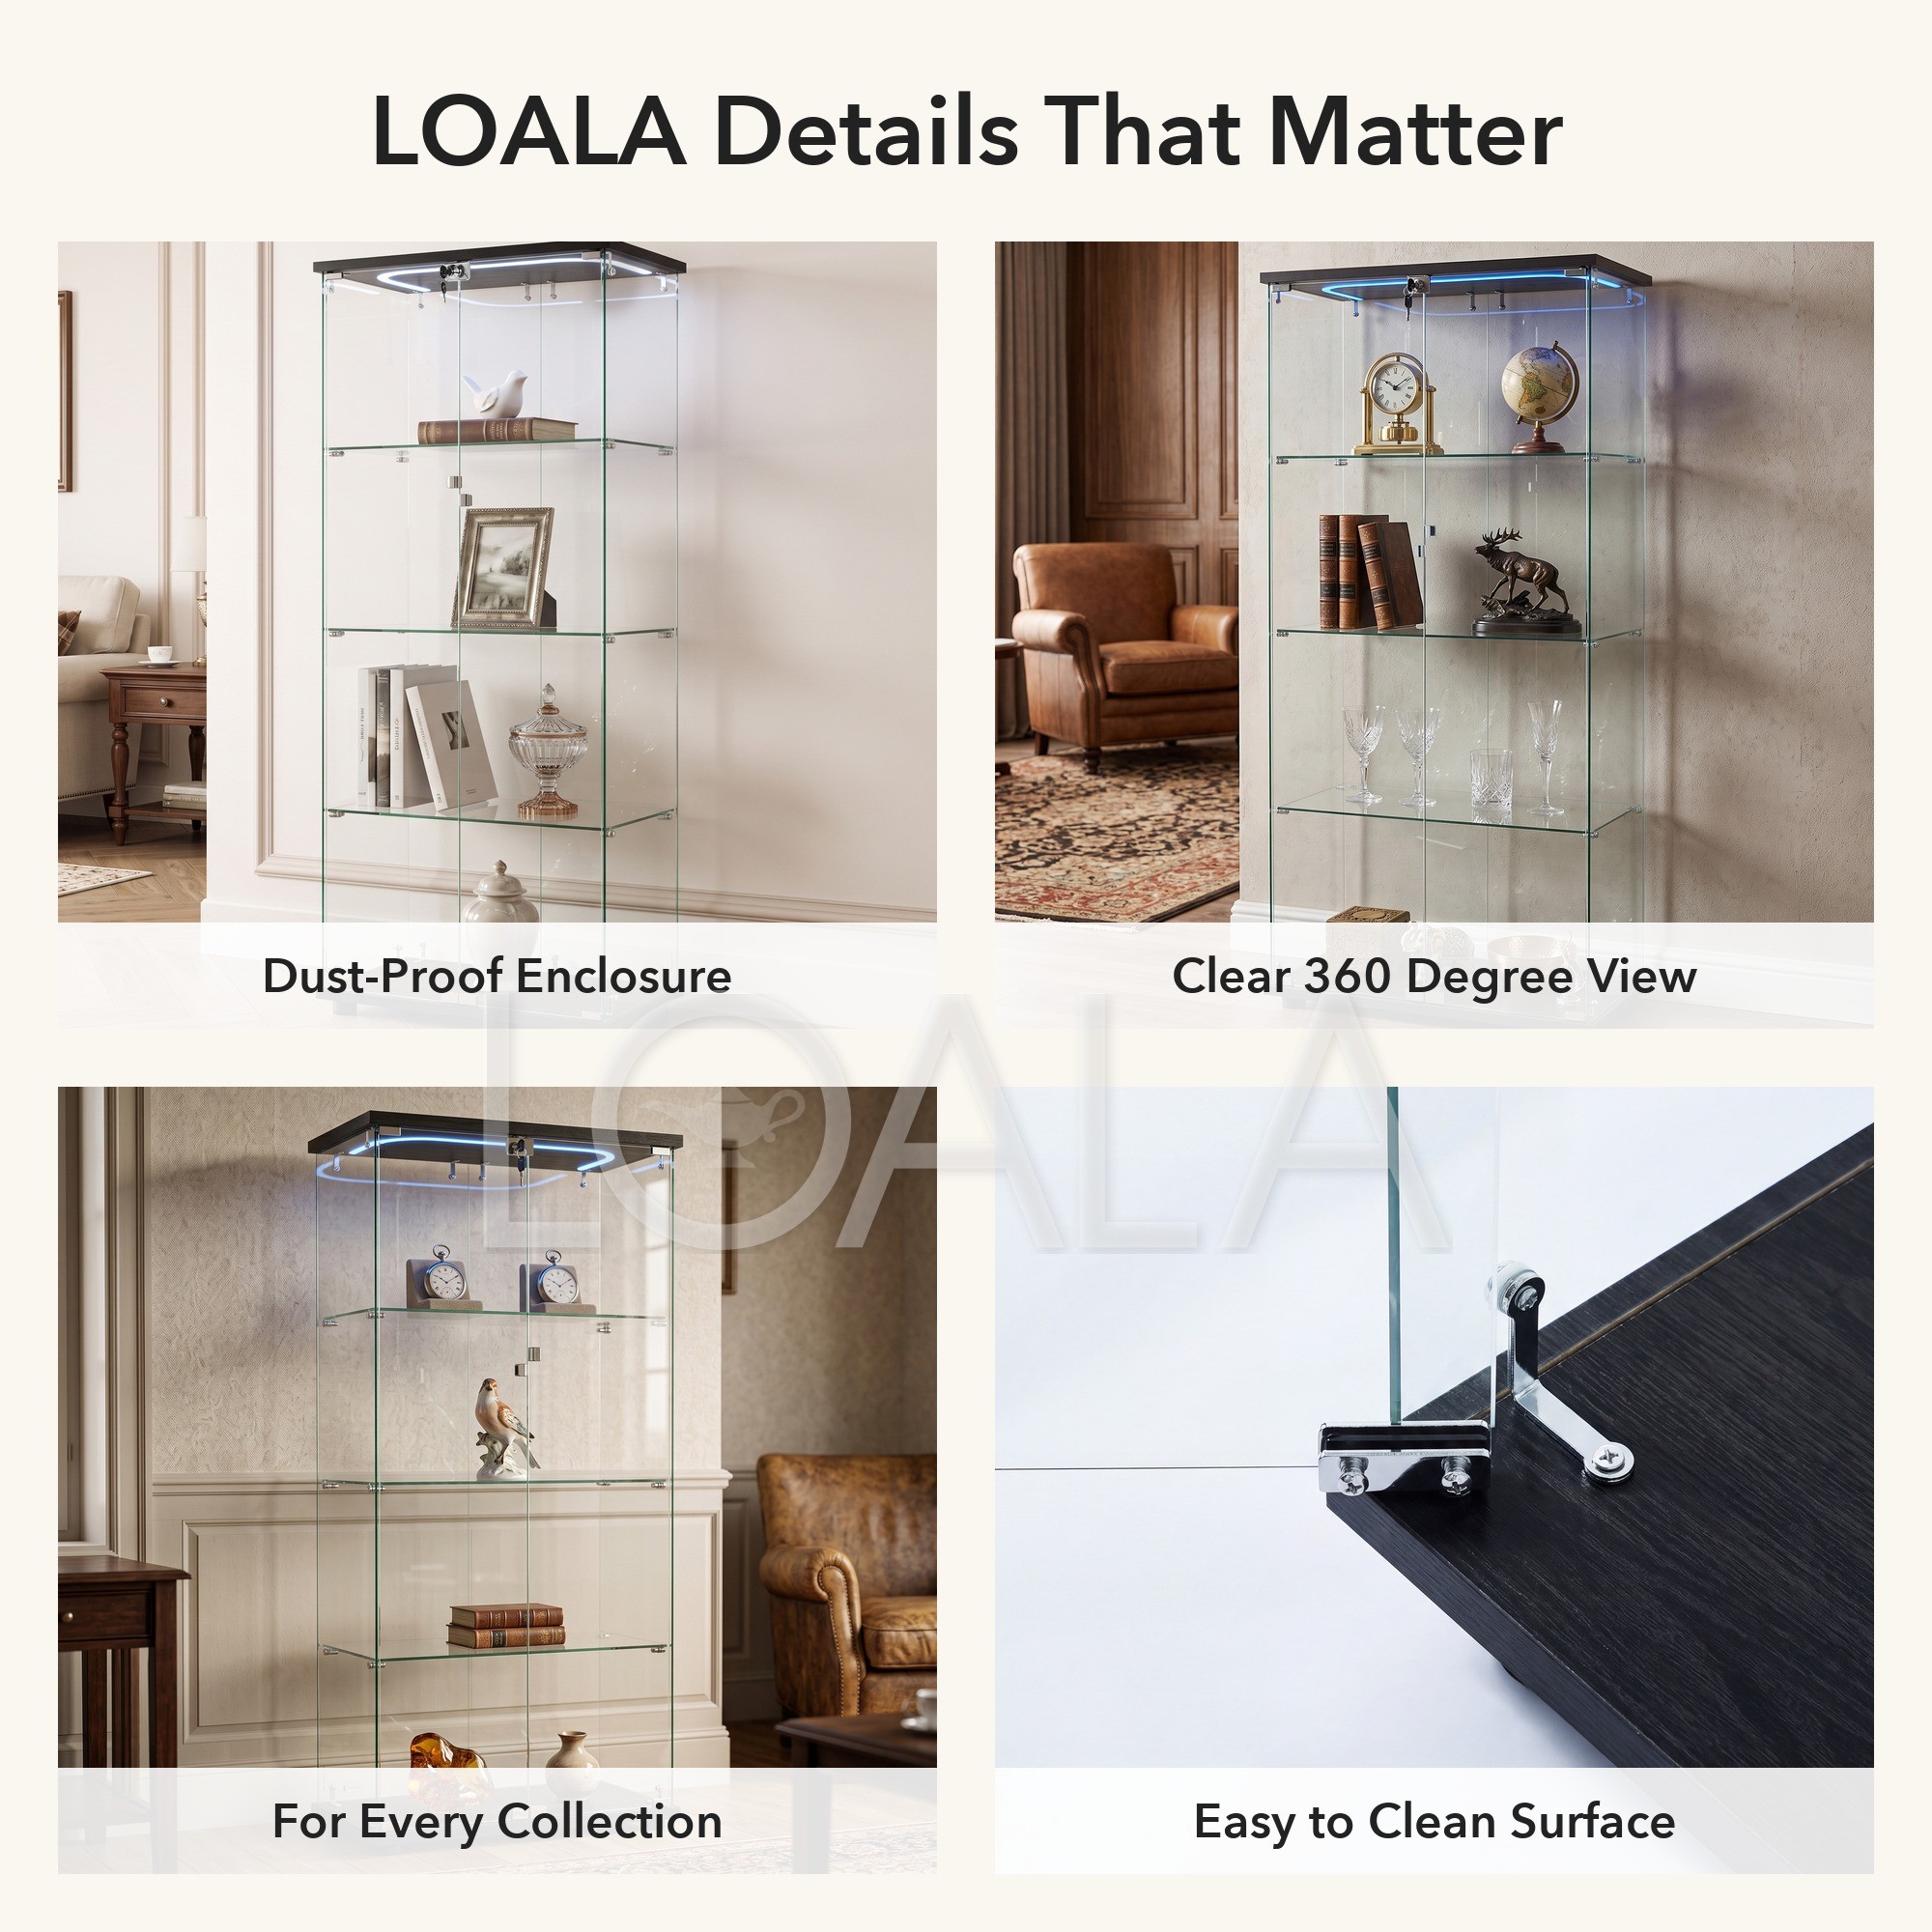 LOALA Details That Matter
Dust-Proof Enclosure
Clear 360 Degree View
LOALA
For Every Collection
Easy to Clean Surface